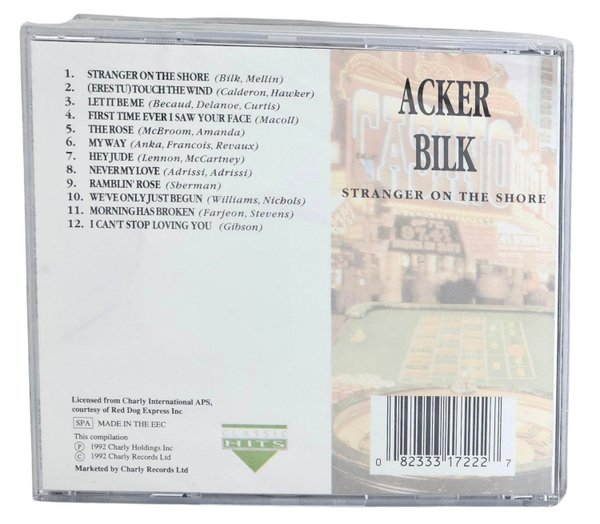 1. STRANGER ON THE SHORE (Bilk, Mellin)
2. (ERES TU) TOUCH THE WIND (Calderon, Hawker)
3. LET IT BE ME (Becaud, Delanoe, Curtis)
4. FIRST TIME EVER I SAW YOUR FACE (Macoll)
5. THE ROSE (McBroom, Amanda)
6. MY WAY (Anka, Francois, Revaux)
7. HEY JUDE (Lennon, McCartney)
8. NEVER MY LOVE (Adrissi, Adrissi)
9. RAMBLIN' ROSE (Sherman)
10. WE'VE ONLY JUST BEGUN (Williams, Nichols)
11. MORNING HAS BROKEN (Farjeon, Stevens)
12. I CAN'T STOP LOVING YOU (Gibson)
ACKER
BILK
STRANGER ON THE SHORE
CASINO
Licensed from Charly International APS,
courtesy of Red Dog Express Inc
SPA MADE IN THE EEC
This compilation
℗ 1992 Charly Holdings Inc
© 1992 Charly Records Ltd
Marketed by Charly Records Ltd
CLASSIC
HITS
0 82333 17222 7